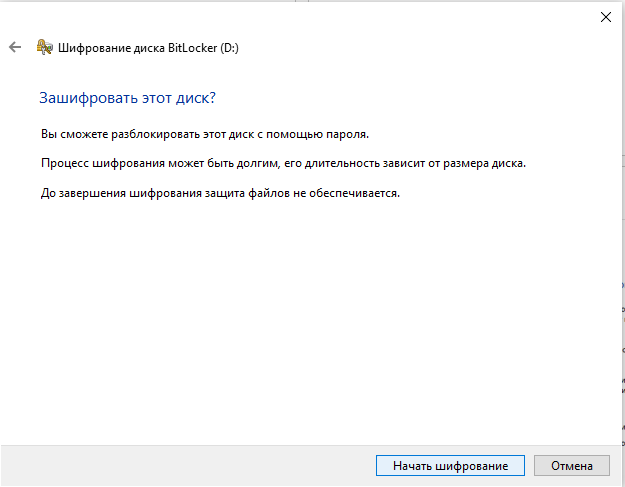 Шифрование диска BitLocker (D:)
Зашифровать этот диск?
Вы сможете разблокировать этот диск с помощью пароля.
Процесс шифрования может быть долгим, его длительность зависит от размера диска.
До завершения шифрования защита файлов не обеспечивается.
Начать шифрование
Отмена